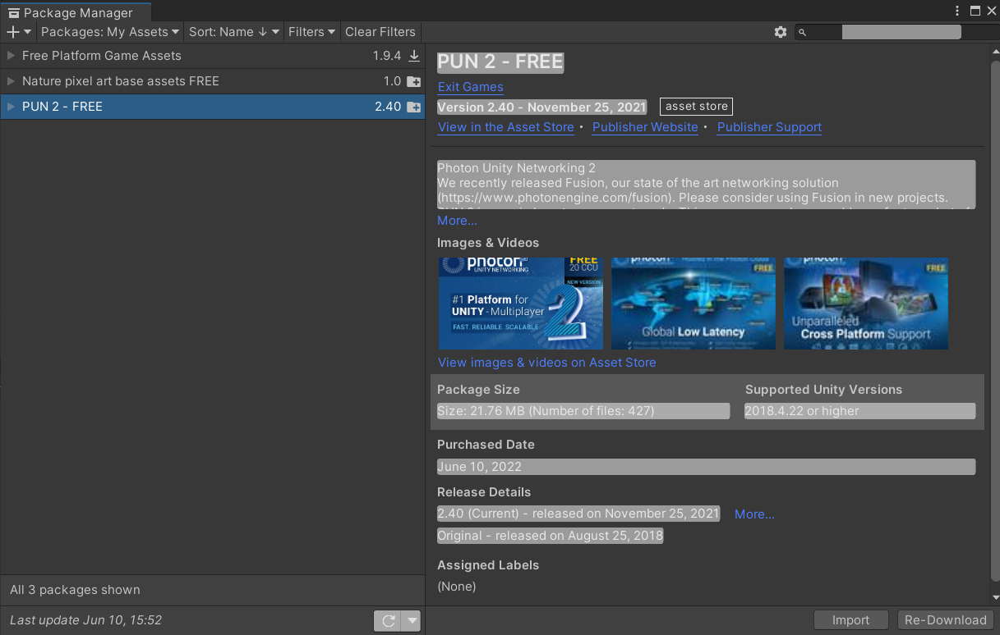 Package Manager
Packages: My Assets Sort: Name ↓ Filters Clear Filters
Free Platform Game Assets 1.9.4
Nature pixel art base assets FREE 1.0
PUN 2 - FREE 2.40
All 3 packages shown
Last update Jun 10, 15:52
PUN 2 - FREE
Exit Games
Version 2.40 - November 25, 2021 asset store
View in the Asset Store • Publisher Website • Publisher Support
Photon Unity Networking 2
We recently released Fusion, our state of the art networking solution
(https://www.photonengine.com/fusion). Please consider using Fusion in new projects.
More...
Images & Videos
photon
UNITY NETWORKING
FREE
20 CCU
NEW VERSION
#1 Platform for
UNITY - Multiplayer
2
FAST. RELIABLE. SCALABLE
photon
FREE
Global Low Latency
photon
FREE
Unparalleled
Cross Platform Support
View images & videos on Asset Store
Package Size Supported Unity Versions
Size: 21.76 MB (Number of files: 427) 2018.4.22 or higher
Purchased Date
June 10, 2022
Release Details
2.40 (Current) - released on November 25, 2021 More...
Original - released on August 25, 2018
Assigned Labels
(None)
Import Re-Download